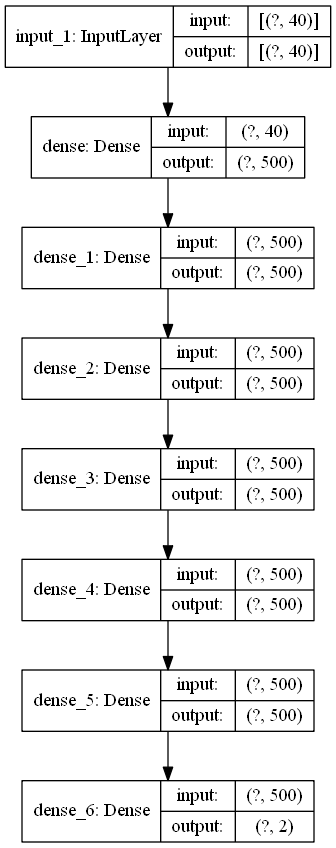 input_1: InputLayer
input: [(?, 40)]
output: [(?, 40)]
dense: Dense
input: (?, 40)
output: (?, 500)
dense_1: Dense
input: (?, 500)
output: (?, 500)
dense_2: Dense
input: (?, 500)
output: (?, 500)
dense_3: Dense
input: (?, 500)
output: (?, 500)
dense_4: Dense
input: (?, 500)
output: (?, 500)
dense_5: Dense
input: (?, 500)
output: (?, 500)
dense_6: Dense
input: (?, 500)
output: (?, 2)